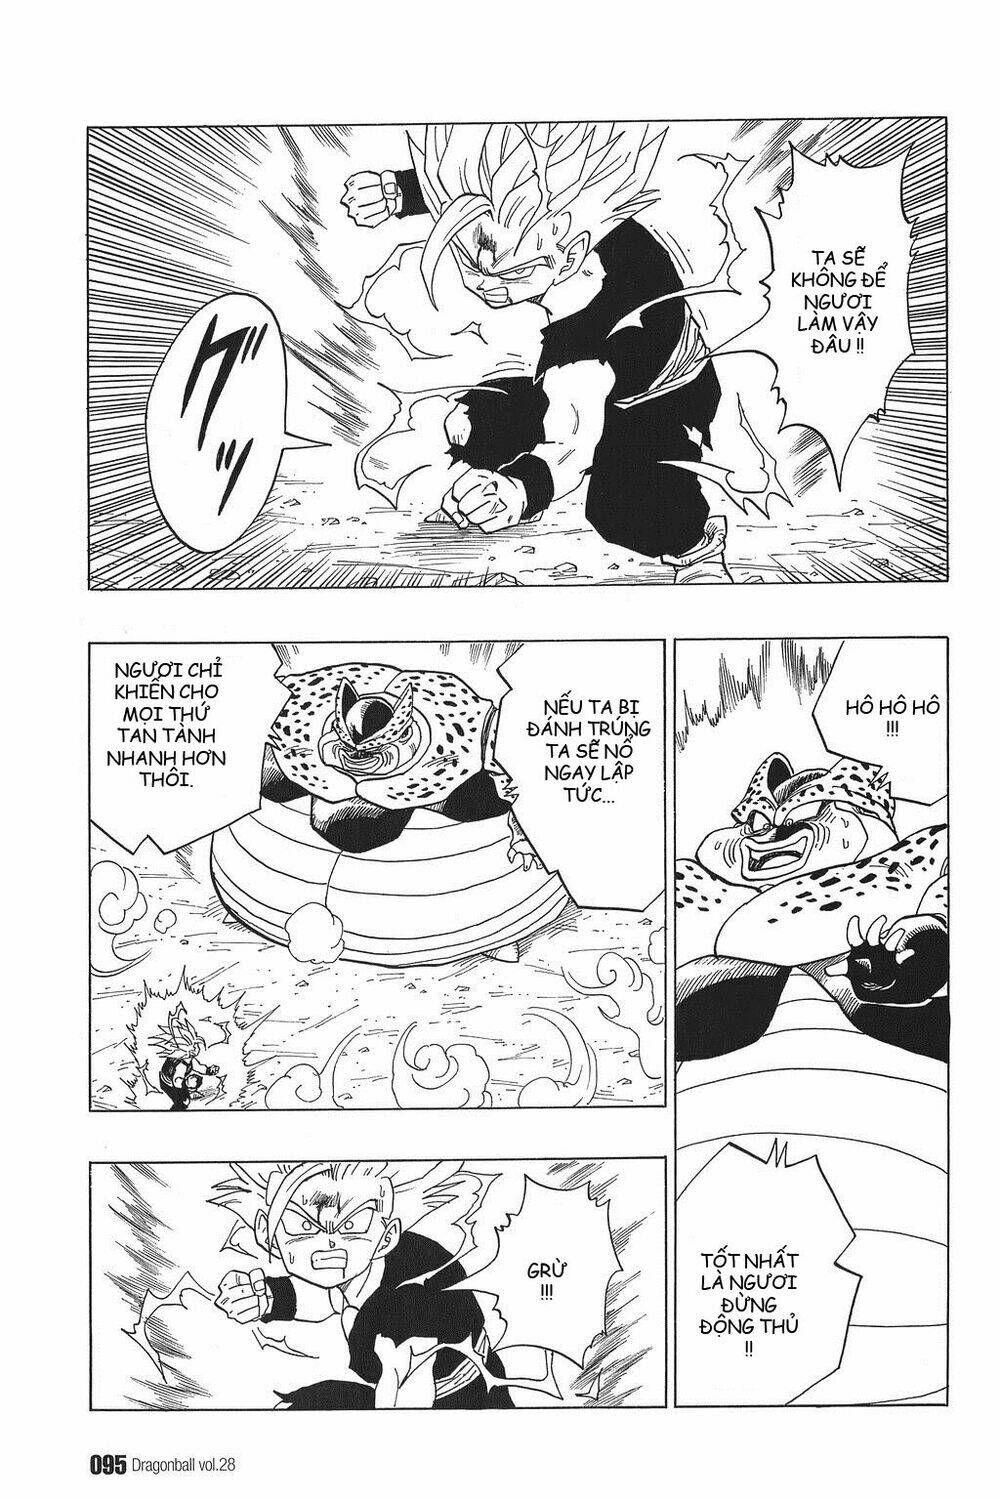 TA SẼ
KHÔNG ĐỂ
NGƯƠI
LÀM VẬY
ĐÂU !!
グッ
HÔ HÔ HÔ
!!!
TỐT NHẤT
LÀ NGƯƠI
ĐỪNG
ĐỘNG THỦ
!!
NẾU TA BỊ
ĐÁNH TRÚNG
TA SẼ NỔ
NGAY LẬP
TỨC...
NGƯƠI CHỈ
KHIẾN CHO
MỌI THỨ
TAN TÀNH
NHANH HƠN
THÔI.
GRỪ
!!!
095 Dragonball vol.28